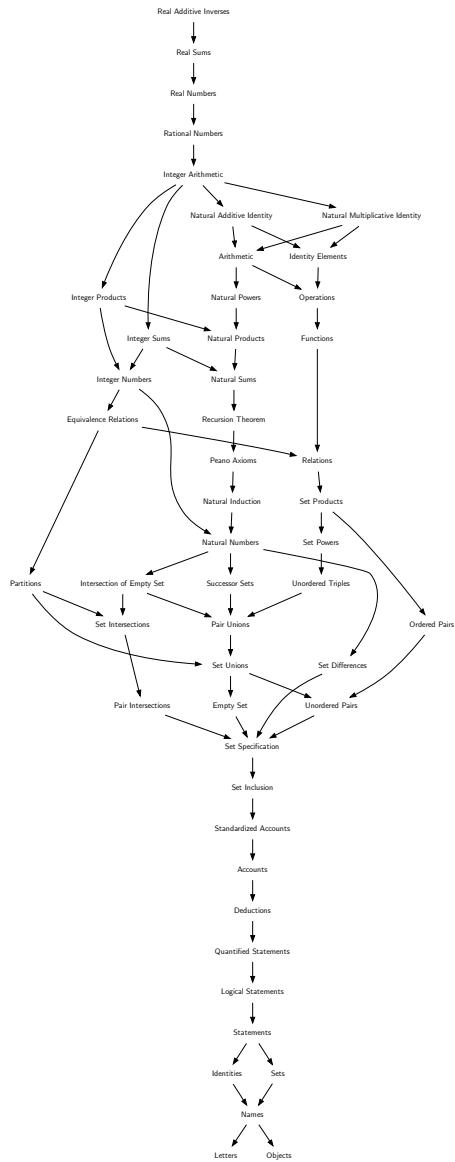 Real Additive Inverses
Real Sums
Real Numbers
Rational Numbers
Integer Arithmetic
Natural Additive Identity
Natural Multiplicative Identity
Arithmetic
Identity Elements
Integer Products
Natural Powers
Operations
Integer Sums
Natural Products
Functions
Integer Numbers
Natural Sums
Equivalence Relations
Recursion Theorem
Peano Axioms
Relations
Natural Induction
Set Products
Natural Numbers
Set Powers
Partitions
Intersection of Empty Set
Successor Sets
Unordered Triples
Set Intersections
Pair Unions
Ordered Pairs
Set Unions
Set Differences
Pair Intersections
Empty Set
Unordered Pairs
Set Specification
Set Inclusion
Standardized Accounts
Accounts
Deductions
Quantified Statements
Logical Statements
Statements
Identities
Sets
Names
Letters
Objects